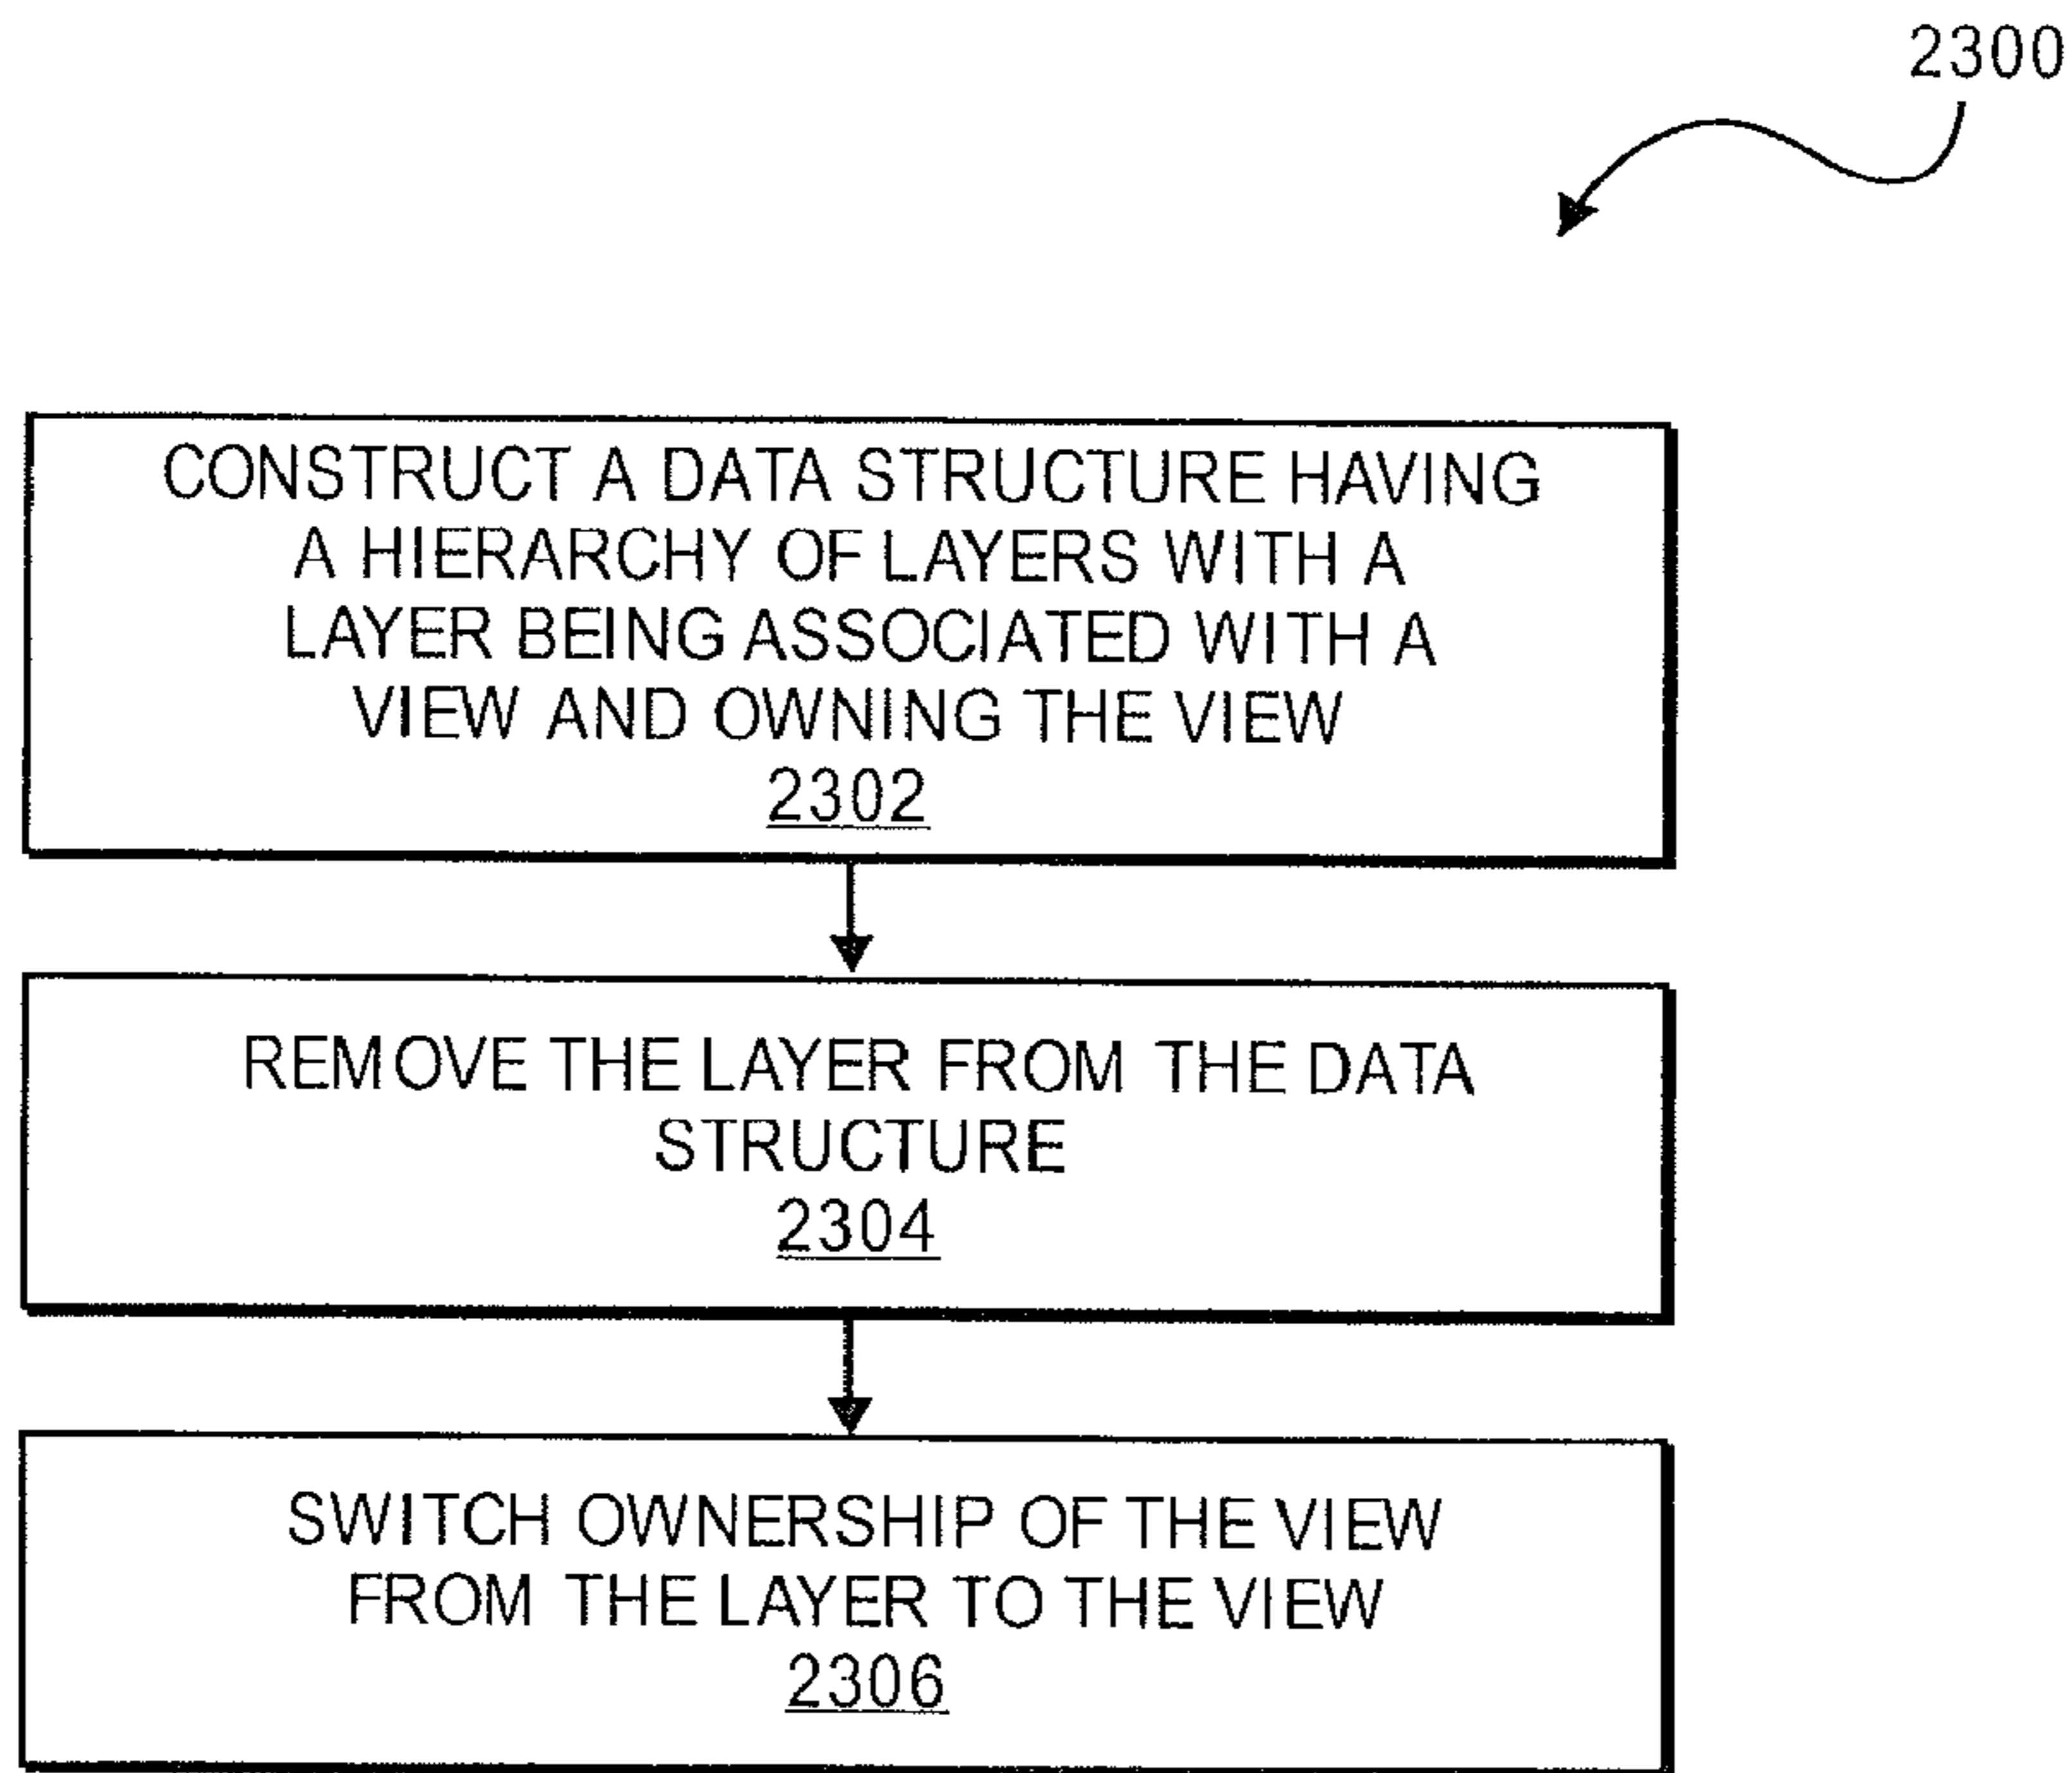 2300
CONSTRUCT A DATA STRUCTURE HAVING
A HIERARCHY OF LAYERS WITH A
LAYER BEING ASSOCIATED WITH A
VIEW AND OWNING THE VIEW
2302
REMOVE THE LAYER FROM THE DATA
STRUCTURE
2304
SWITCH OWNERSHIP OF THE VIEW
FROM THE LAYER TO THE VIEW
2306